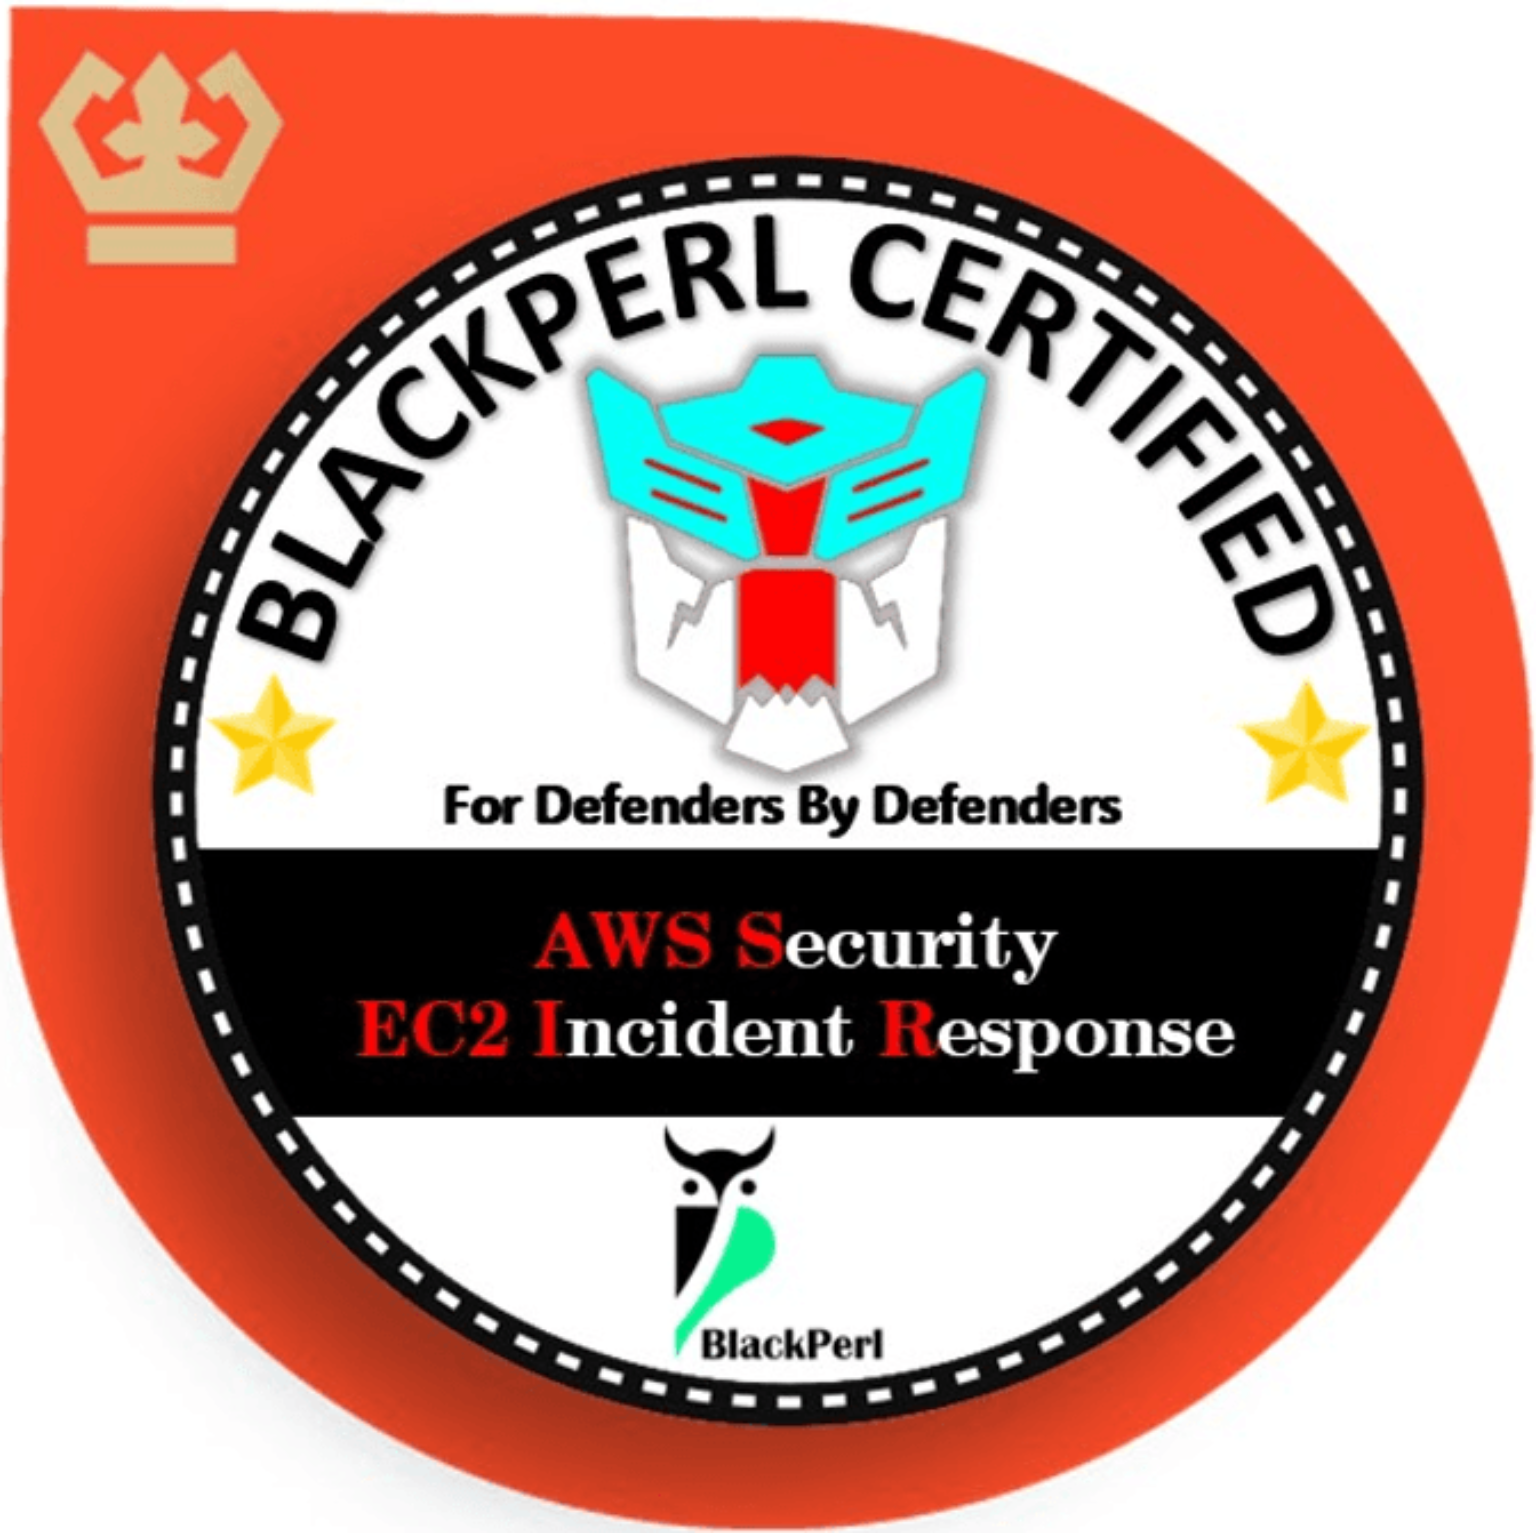 BLACKPERL CERTIFIED
For Defenders By Defenders
AWS Security
EC2 Incident Response
BlackPerl